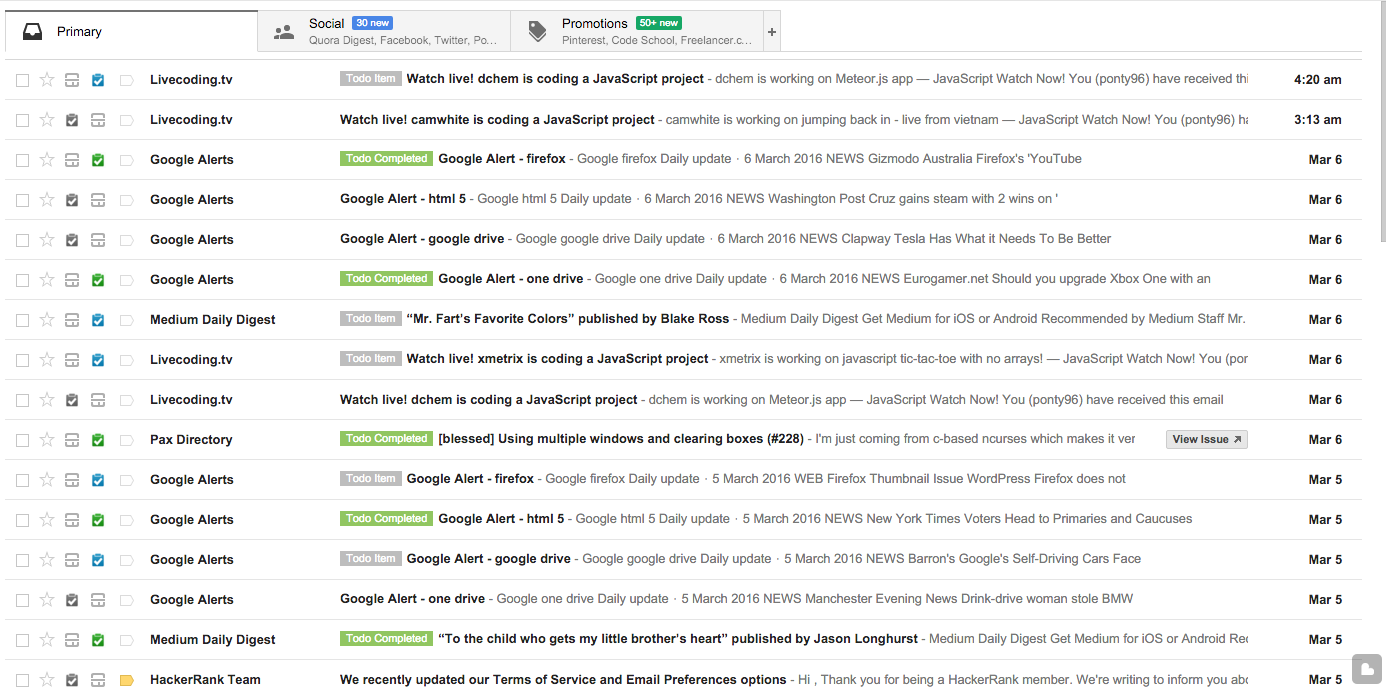 Primary
Social 30 new
Quora Digest, Facebook, Twitter, Po...
Promotions 50+ new
Pinterest, Code School, Freelancer.c...
+
Livecoding.tv Todo Item Watch live! dchem is coding a JavaScript project - dchem is working on Meteor.js app — JavaScript Watch Now! You (ponty96) have received thi 4:20 am
Livecoding.tv Watch live! camwhite is coding a JavaScript project - camwhite is working on jumping back in - live from vietnam — JavaScript Watch Now! You (ponty96) ha 3:13 am
Google Alerts Todo Completed Google Alert - firefox - Google firefox Daily update · 6 March 2016 NEWS Gizmodo Australia Firefox's 'YouTube Mar 6
Google Alerts Google Alert - html 5 - Google html 5 Daily update · 6 March 2016 NEWS Washington Post Cruz gains steam with 2 wins on ' Mar 6
Google Alerts Google Alert - google drive - Google google drive Daily update · 6 March 2016 NEWS Clapway Tesla Has What it Needs To Be Better Mar 6
Google Alerts Todo Completed Google Alert - one drive - Google one drive Daily update · 6 March 2016 NEWS Eurogamer.net Should you upgrade Xbox One with an Mar 6
Medium Daily Digest Todo Item “Mr. Fart's Favorite Colors” published by Blake Ross - Medium Daily Digest Get Medium for iOS or Android Recommended by Medium Staff Mr. Mar 6
Livecoding.tv Todo Item Watch live! xmetrix is coding a JavaScript project - xmetrix is working on javascript tic-tac-toe with no arrays! — JavaScript Watch Now! You (por Mar 6
Livecoding.tv Watch live! dchem is coding a JavaScript project - dchem is working on Meteor.js app — JavaScript Watch Now! You (ponty96) have received this email Mar 6
Pax Directory Todo Completed [blessed] Using multiple windows and clearing boxes (#228) - I'm just coming from c-based ncurses which makes it ver View Issue Mar 6
Google Alerts Todo Item Google Alert - firefox - Google firefox Daily update · 5 March 2016 WEB Firefox Thumbnail Issue WordPress Firefox does not Mar 5
Google Alerts Todo Completed Google Alert - html 5 - Google html 5 Daily update · 5 March 2016 NEWS New York Times Voters Head to Primaries and Caucuses Mar 5
Google Alerts Todo Item Google Alert - google drive - Google google drive Daily update · 5 March 2016 NEWS Barron's Google's Self-Driving Cars Face Mar 5
Google Alerts Google Alert - one drive - Google one drive Daily update · 5 March 2016 NEWS Manchester Evening News Drink-drive woman stole BMW Mar 5
Medium Daily Digest Todo Completed “To the child who gets my little brother's heart” published by Jason Longhurst - Medium Daily Digest Get Medium for iOS or Android Rec Mar 5
HackerRank Team We recently updated our Terms of Service and Email Preferences options - Hi , Thank you for being a HackerRank member. We're writing to inform you abo Mar 5